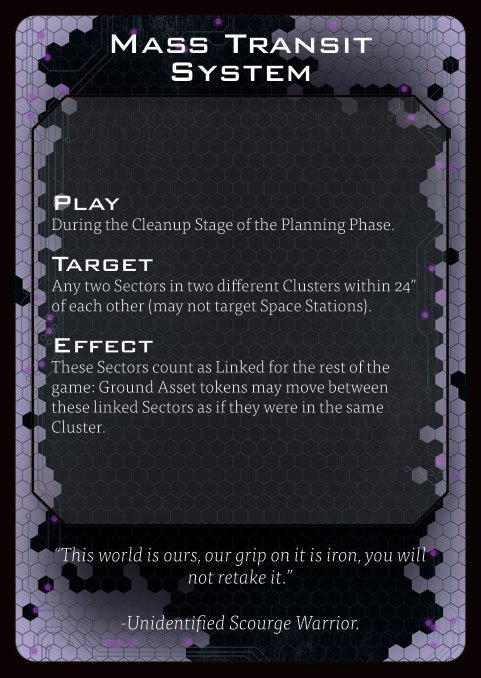 Mass Transit
System
Play
During the Cleanup Stage of the Planning Phase.
Target
Any two Sectors in two different Clusters within 24”
of each other (may not target Space Stations).
Effect
These Sectors count as Linked for the rest of the
game: Ground Asset tokens may move between
these linked Sectors as if they were in the same
Cluster.
“This world is ours, our grip on it is iron, you will
not retake it.”
-Unidentified Scourge Warrior.